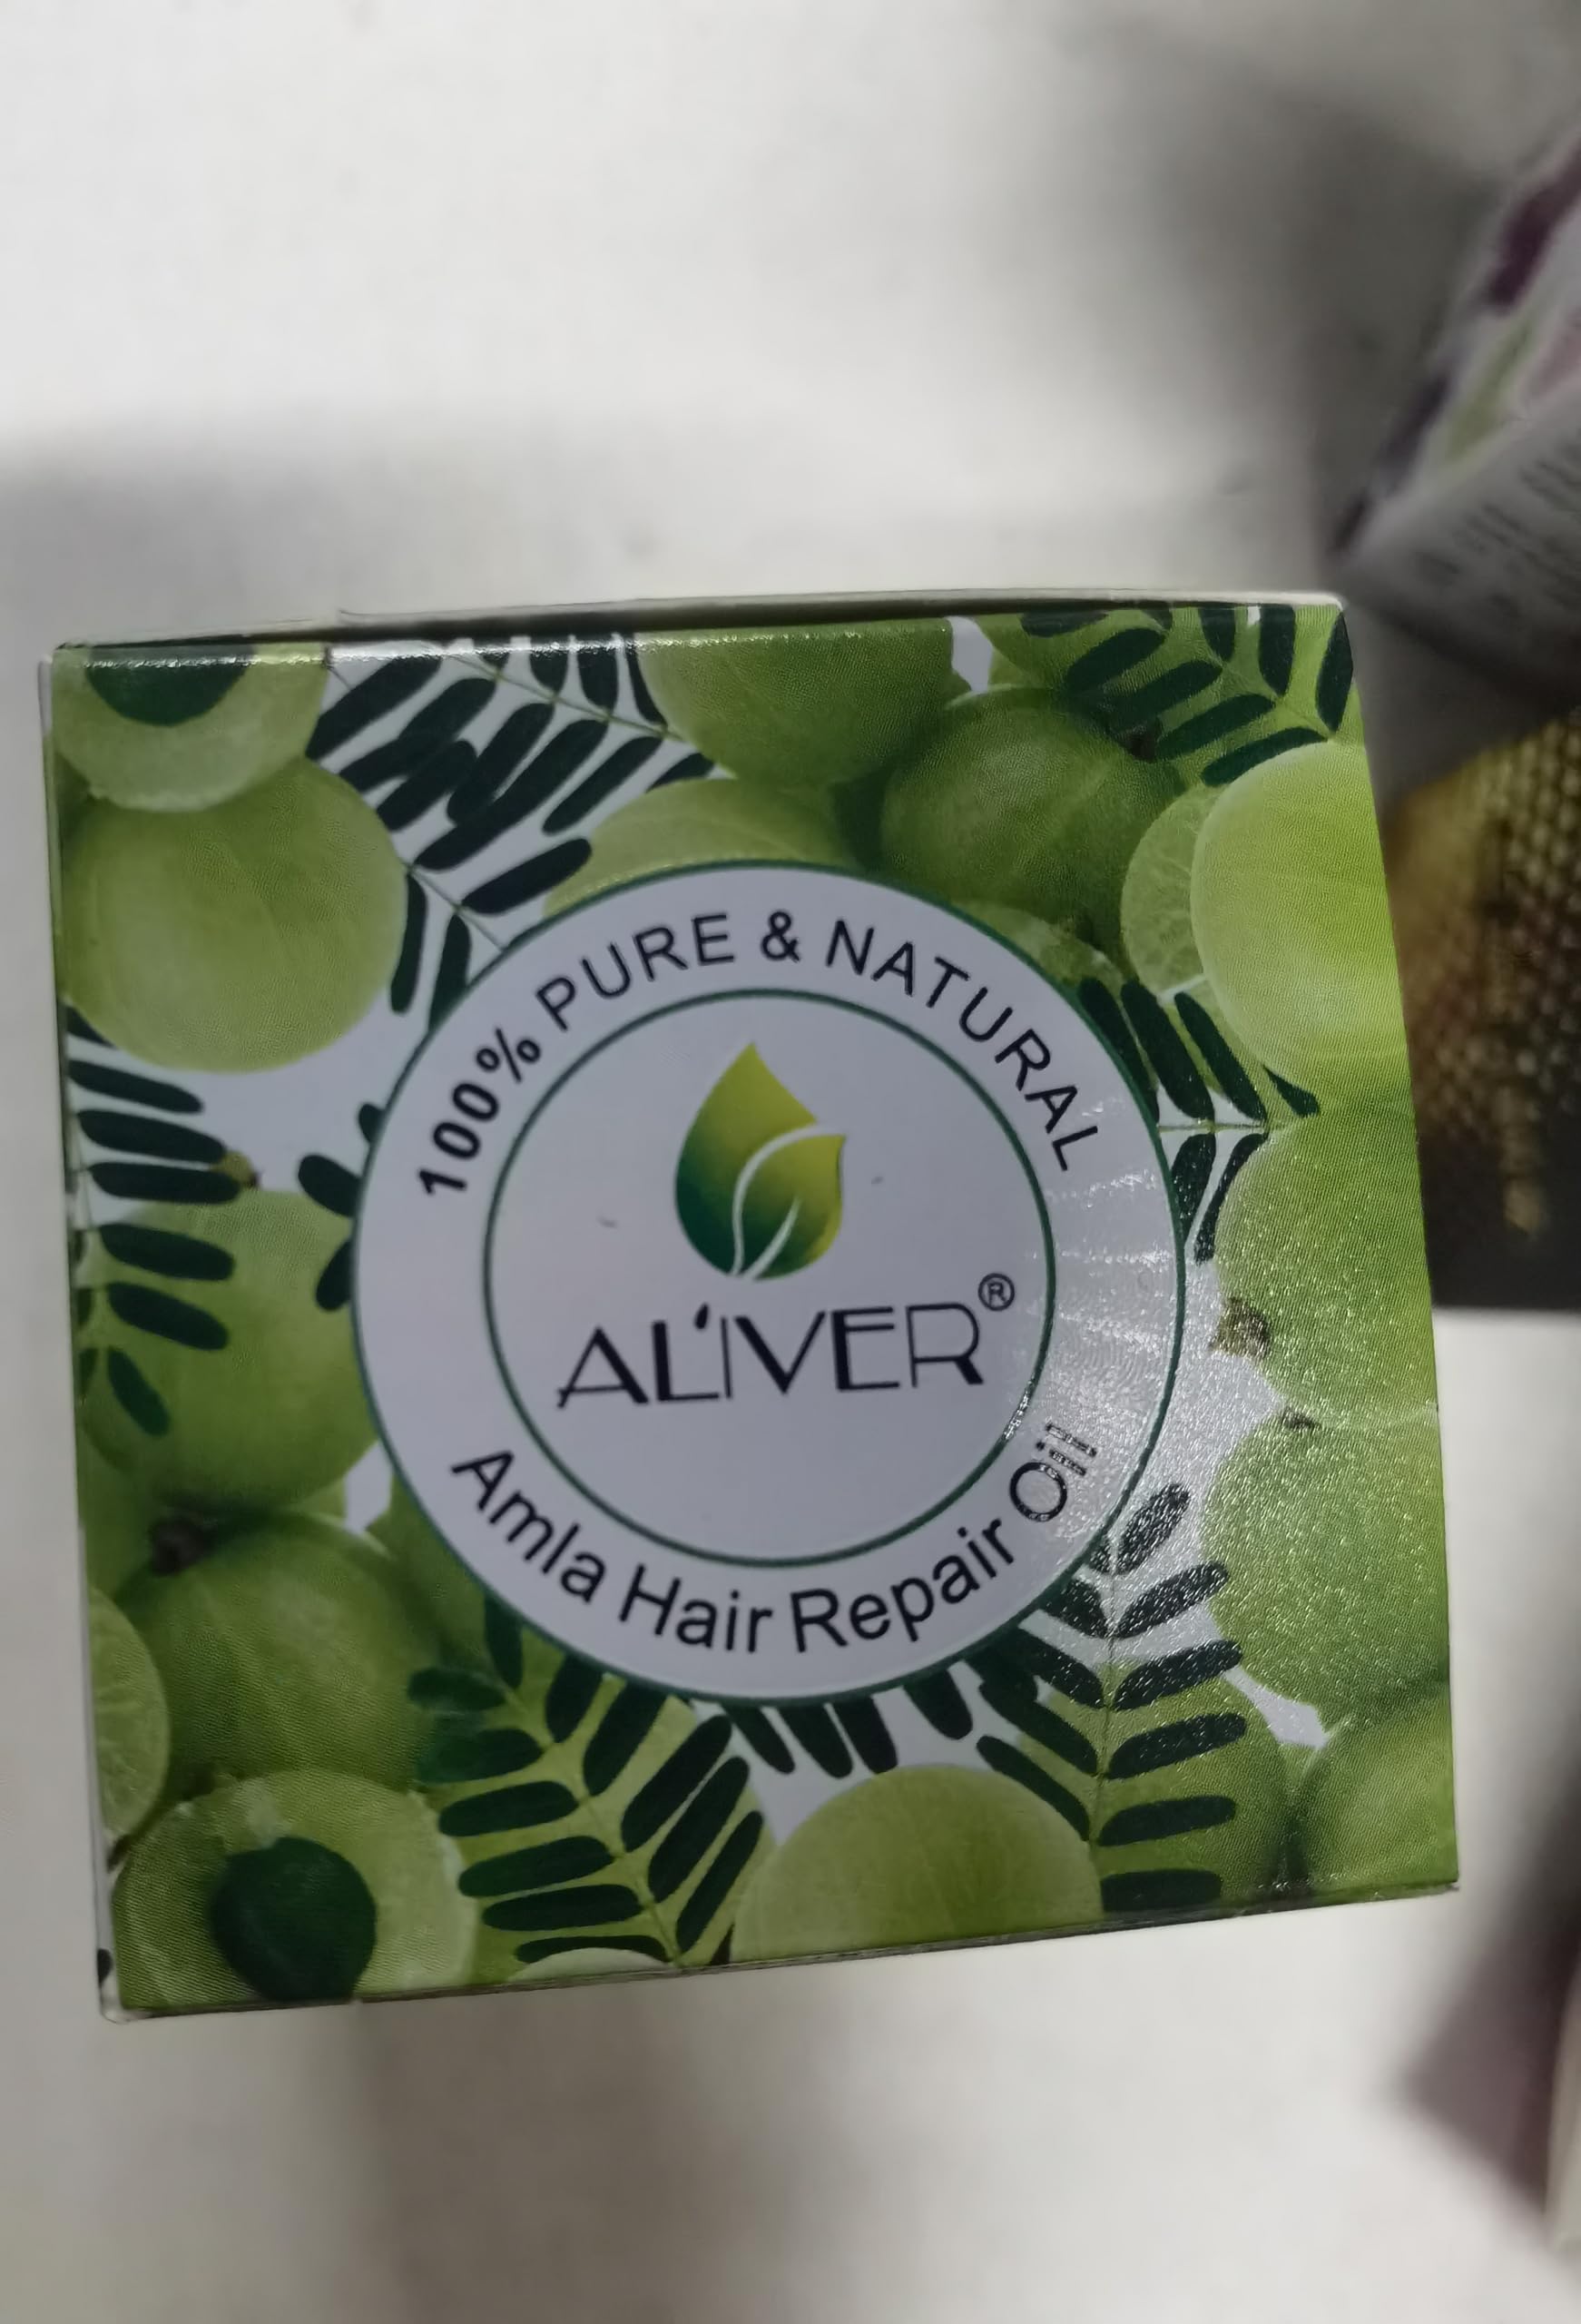 100% PURE & NATURAL
AL'IVER®
Amla Hair Repair Oil